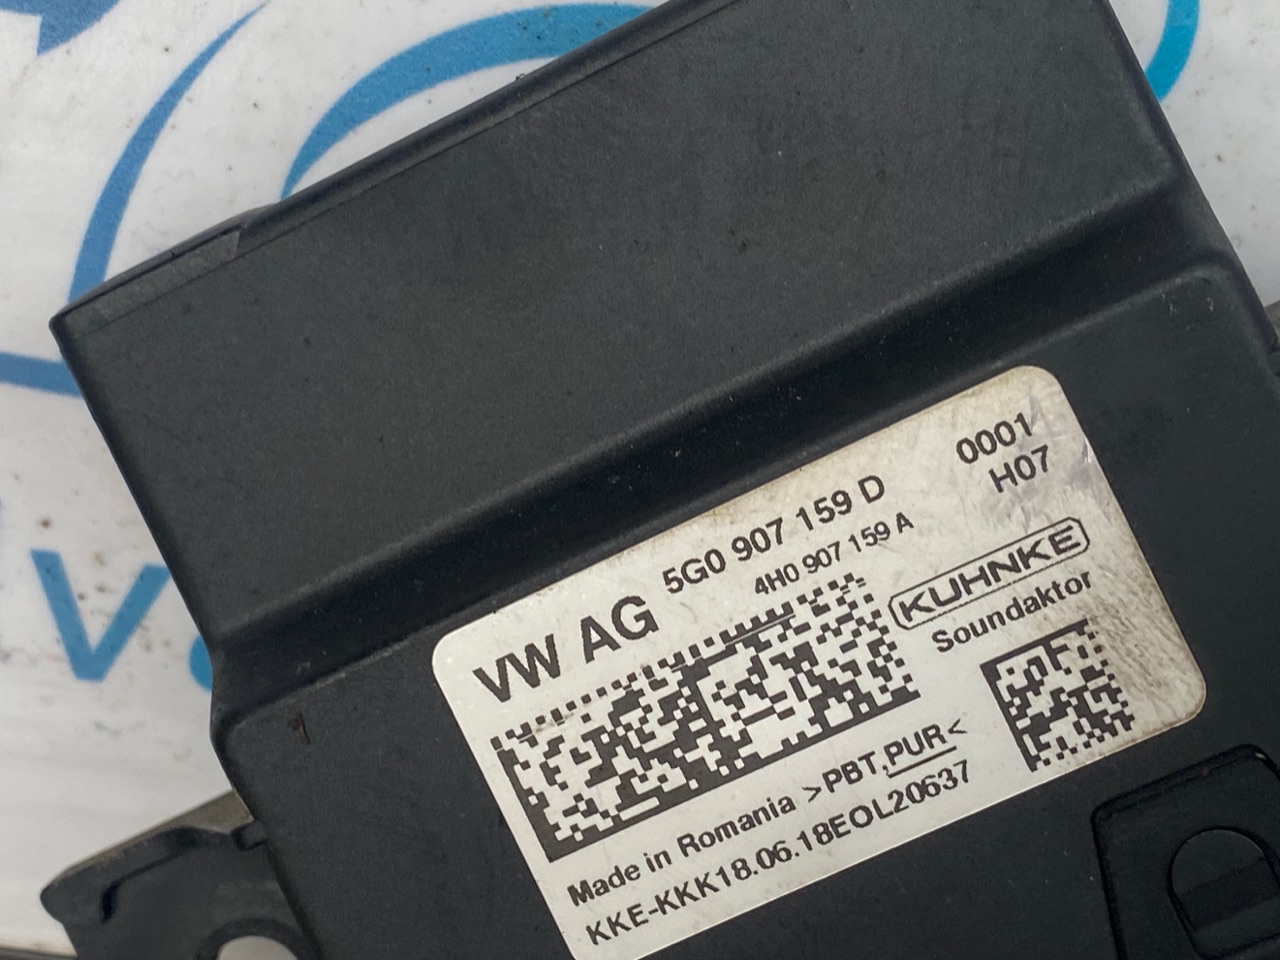 5G0 907 159 D
0001
H07
VW AG
4H0 907 159 A
KUHNKE
Soundaktor
Made in Romania >PBT,PUR<
KKE-KKK18.06.18EOL20637
V